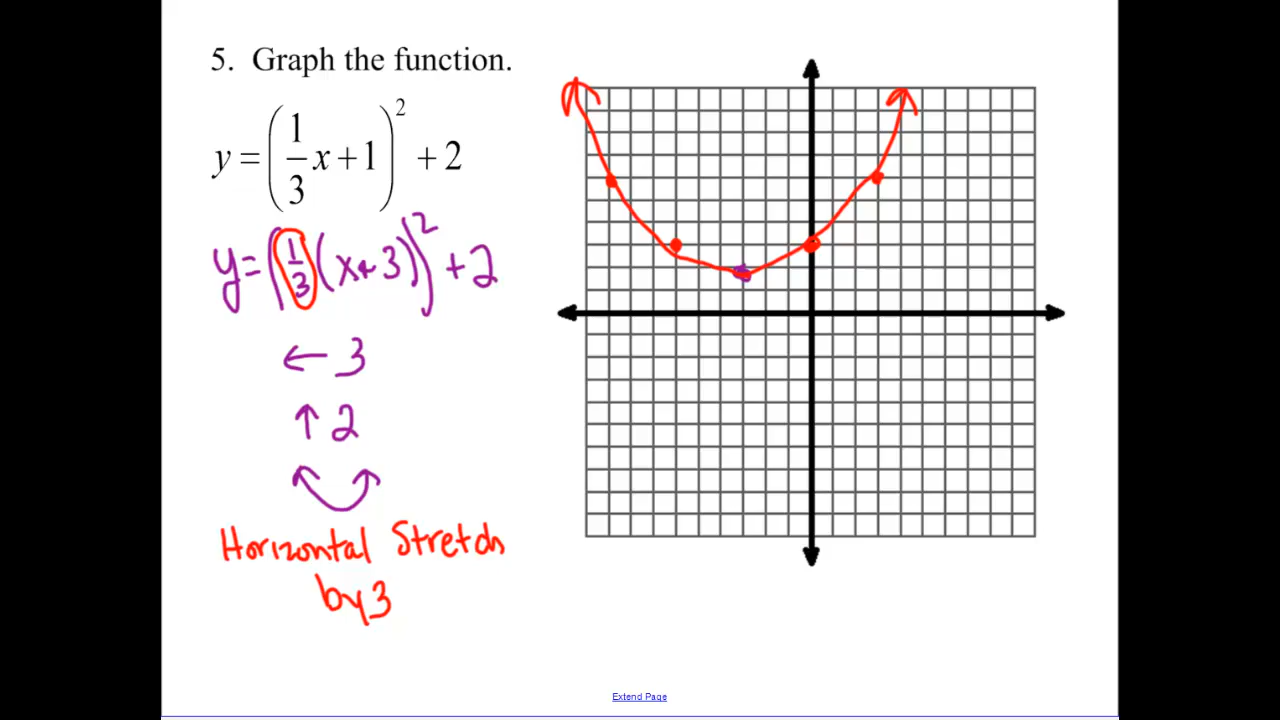 5. Graph the function.
y = (1/3 x + 1)² + 2
y = (1/3 (x + 3))² + 2
← 3
↑ 2
Horizontal Stretch
by 3
Extend Page